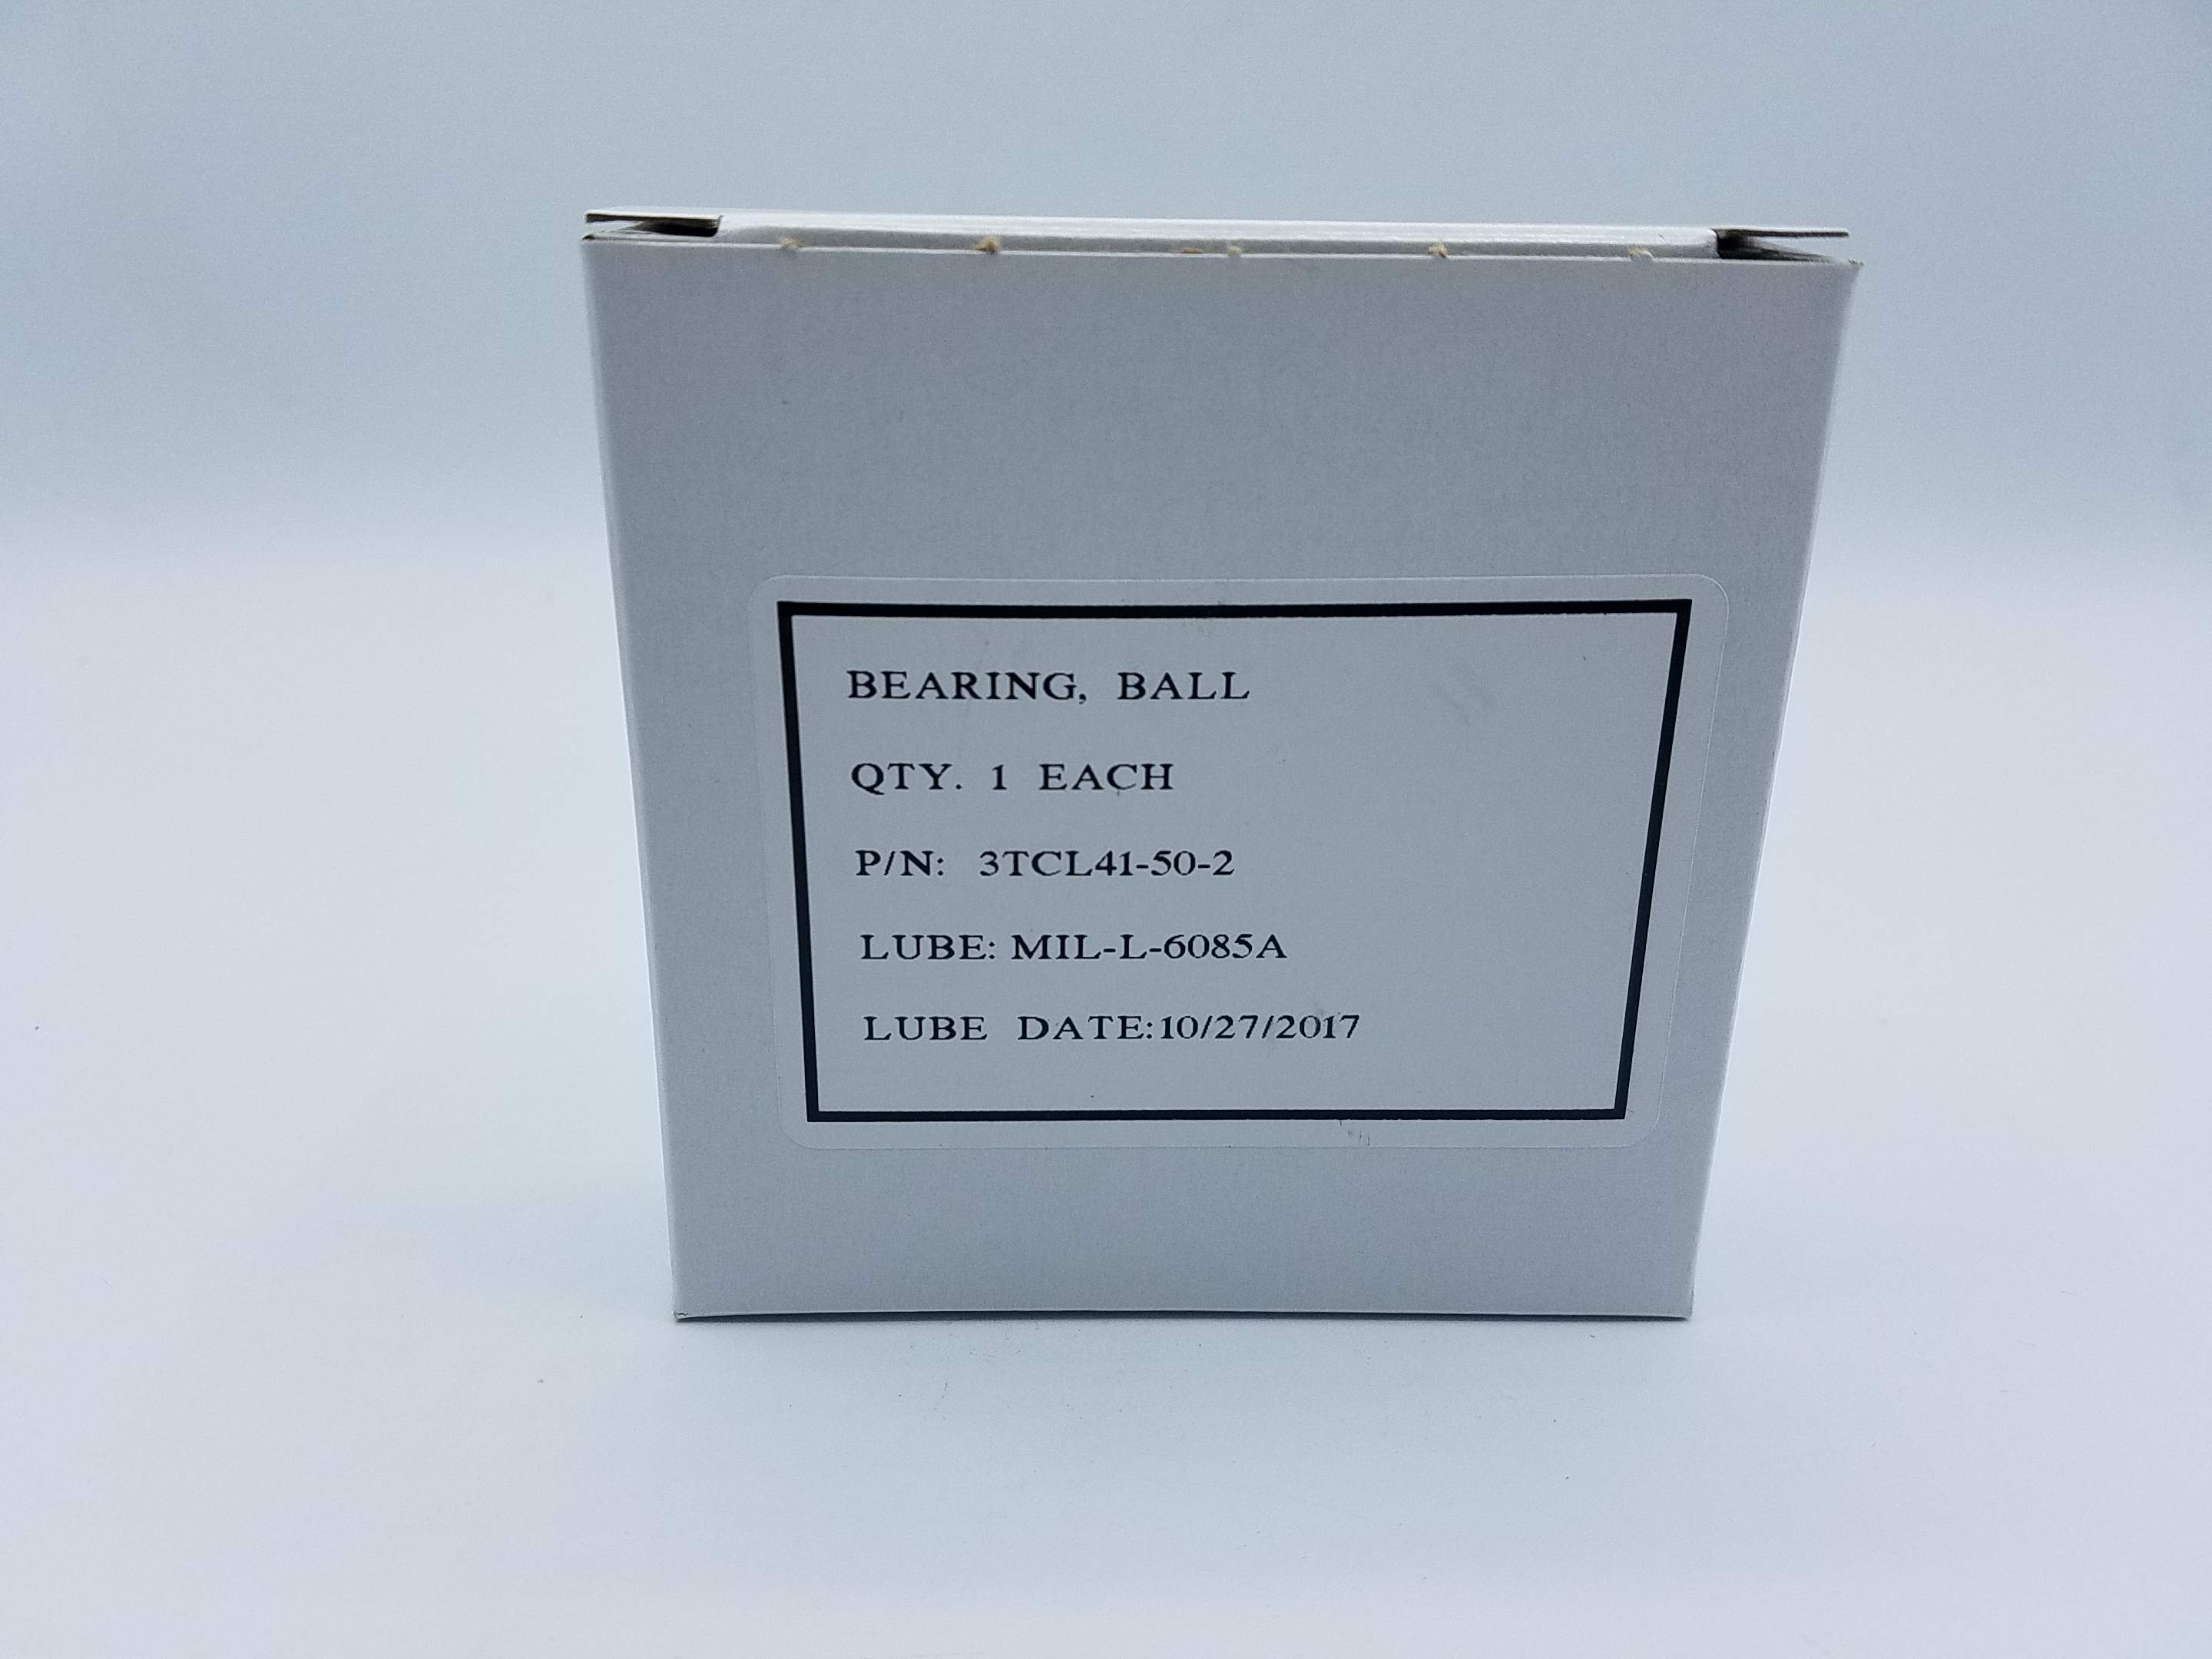 BEARING, BALL
QTY. 1 EACH
P/N: 3TCL41-50-2
LUBE: MIL-L-6085A
LUBE DATE:10/27/2017